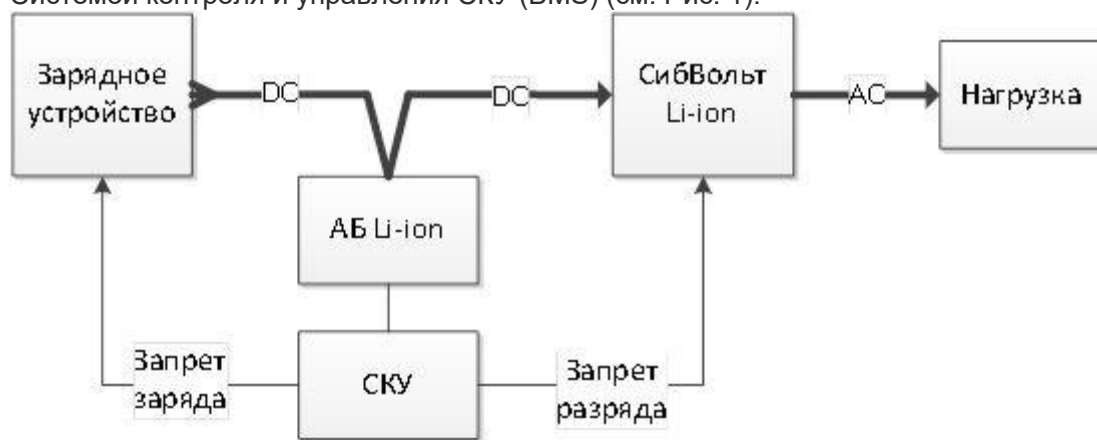 Системой контроля и управления СКУ (BMS) (см. Рис. 1).
Зарядное
устройство
DC
DC
СибВольт
Li-ion
AC
Нагрузка
АБ Li-ion
Запрет
заряда
СКУ
Запрет
разряда